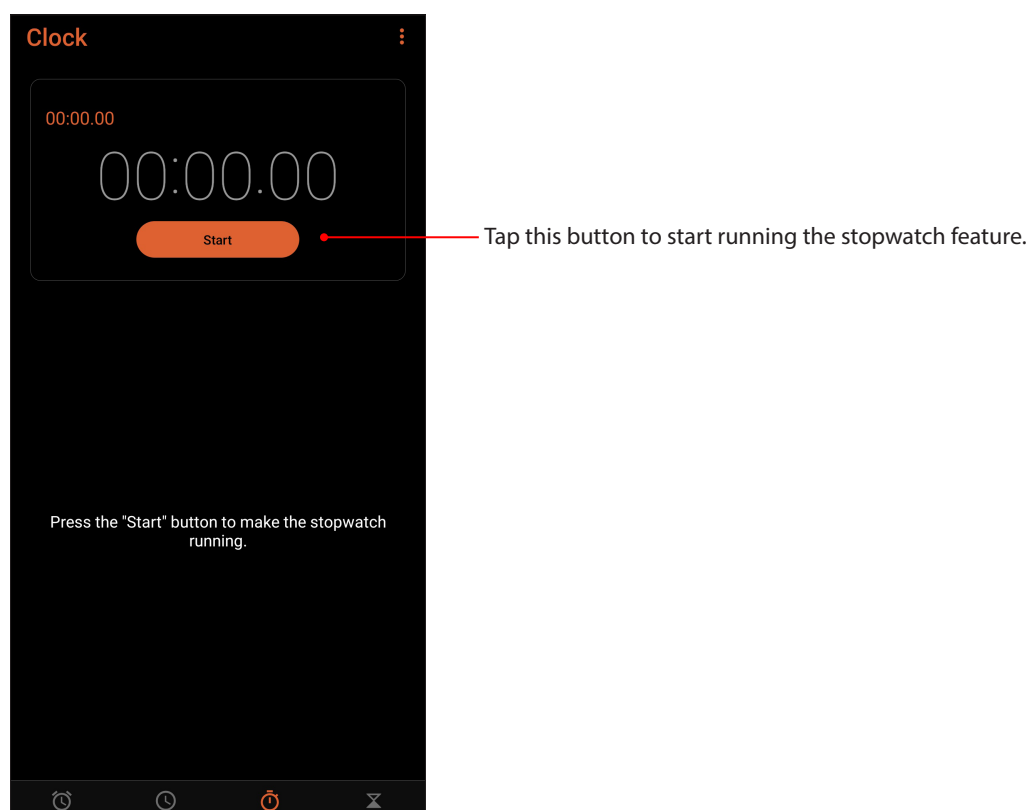 Clock
00:00.00
00:00.00
Start
Tap this button to start running the stopwatch feature.
Press the "Start" button to make the stopwatch
running.